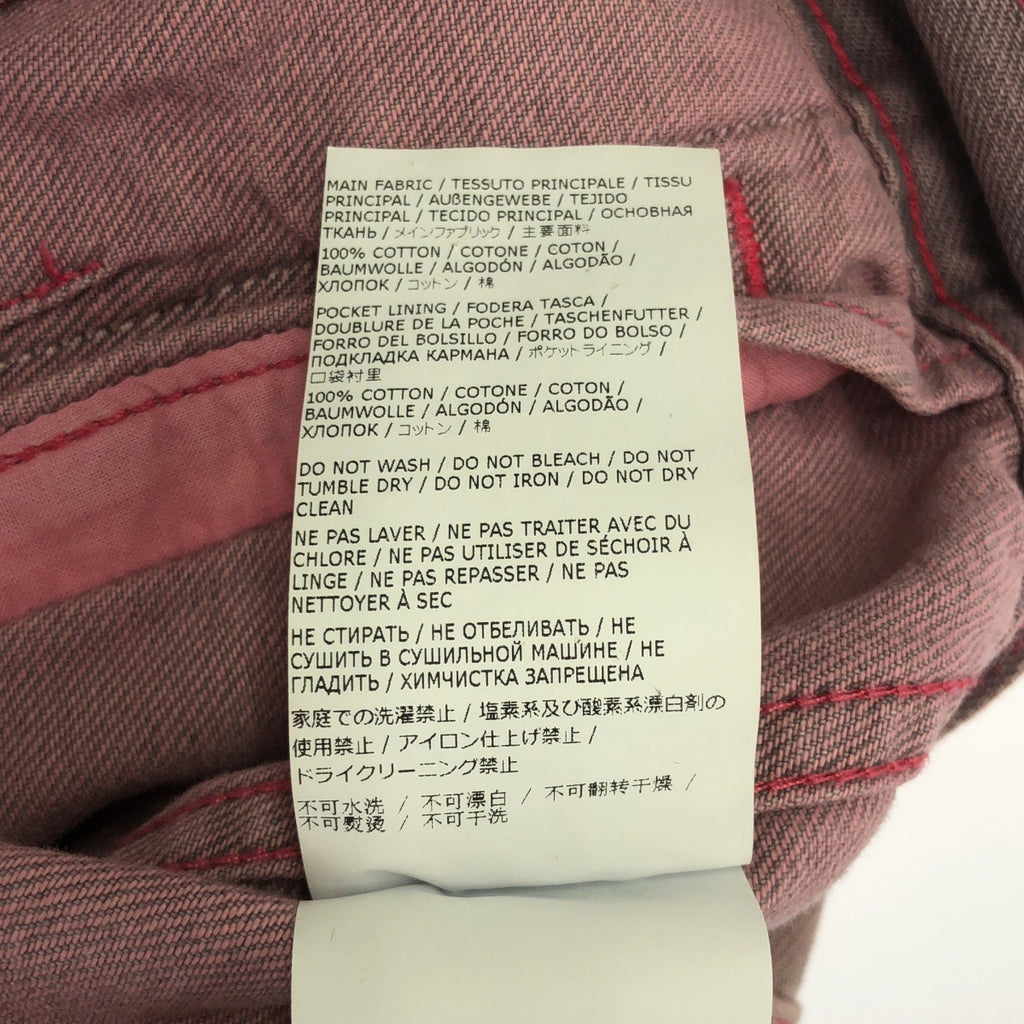 MAIN FABRIC / TESSUTO PRINCIPALE / TISSU
PRINCIPAL / AUßENGEWEBE / TEJIDO
PRINCIPAL / TECIDO PRINCIPAL / ОСНОВНАЯ
ТКАНЬ / メインファブリック / 主要面料
100% COTTON / COTONE / COTON /
BAUMWOLLE / ALGODÓN / ALGODÃO /
ХЛОПОК / コットン / 棉
POCKET LINING / FODERA TASCA /
DOUBLURE DE LA POCHE / TASCHENFUTTER /
FORRO DEL BOLSILLO / FORRO DO BOLSO /
ПОДКЛАДКА КАРМАНА / ポケットライニング /
口袋衬里
100% COTTON / COTONE / COTON /
BAUMWOLLE / ALGODÓN / ALGODÃO /
ХЛОПОК / コットン / 棉
DO NOT WASH / DO NOT BLEACH / DO NOT
TUMBLE DRY / DO NOT IRON / DO NOT DRY
CLEAN
NE PAS LAVER / NE PAS TRAITER AVEC DU
CHLORE / NE PAS UTILISER DE SÉCHOIR À
LINGE / NE PAS REPASSER / NE PAS
NETTOYER À SEC
НЕ СТИРАТЬ / НЕ ОТБЕЛИВАТЬ / НЕ
СУШИТЬ В СУШИЛЬНОЙ МАШИНЕ / НЕ
ГЛАДИТЬ / ХИМЧИСТКА ЗАПРЕЩЕНА
家庭での洗濯禁止 / 塩素系及び酸素系漂白剤の
使用禁止 / アイロン仕上げ禁止 /
ドライクリーニング禁止
不可水洗 / 不可漂白 / 不可翻转干燥 /
不可熨烫 / 不可干洗